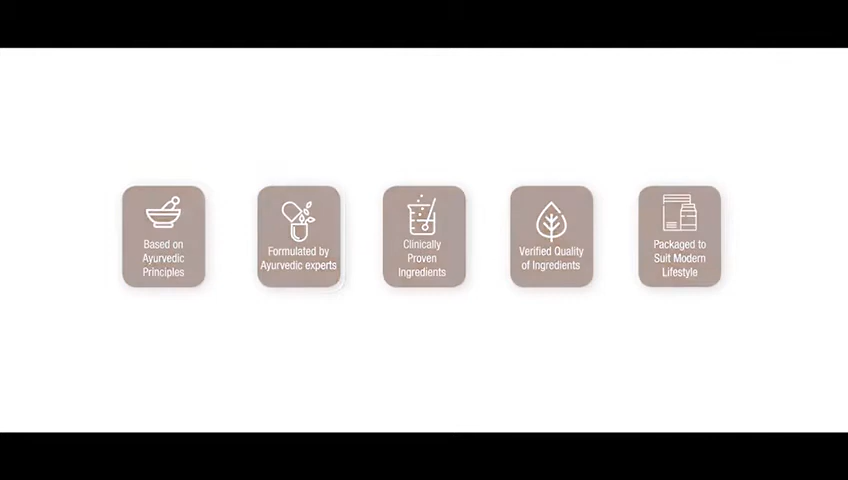 Based on
Ayurvedic
Principles
Formulated by
Ayurvedic experts
Clinically
Proven
Ingredients
Verified Quality
of Ingredients
Packaged to
Suit Modern
Lifestyle